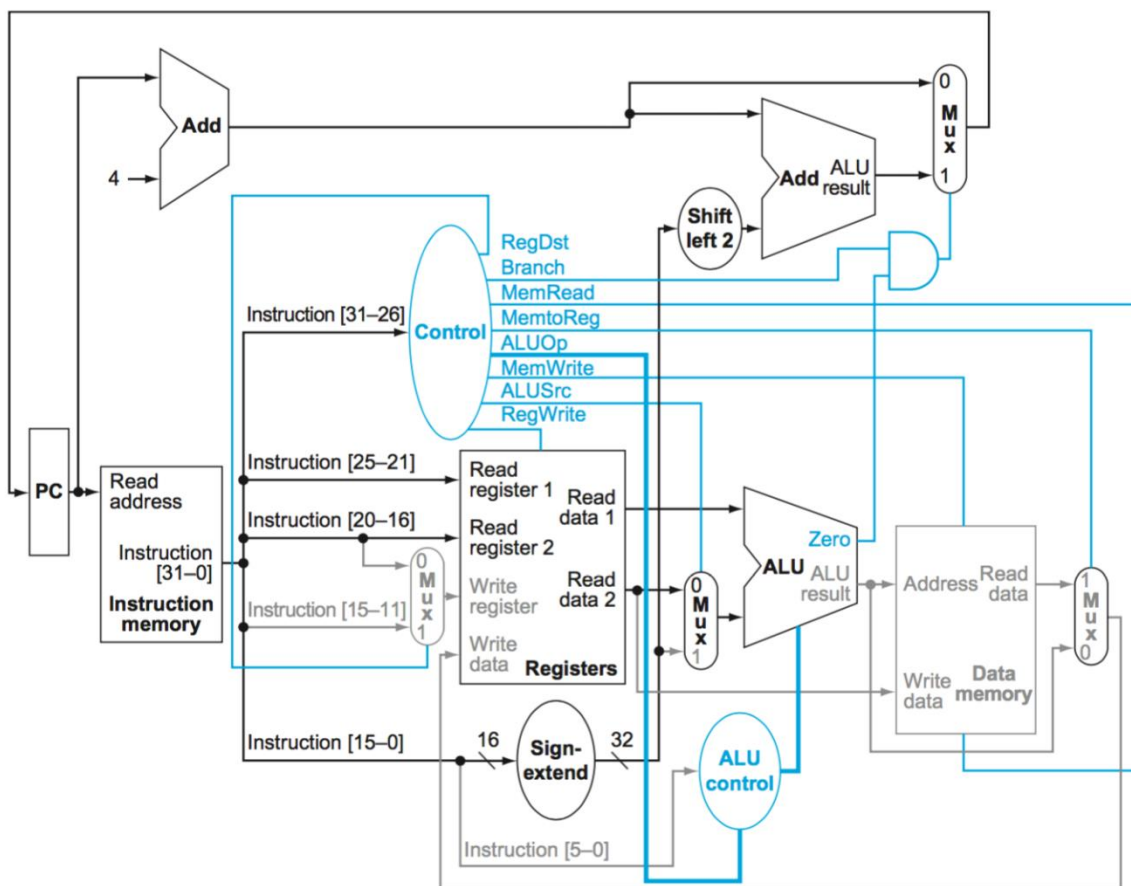 0
M
u
x
1
Add
4
Add
ALU
result
Shift
left 2
RegDst
Branch
MemRead
MemtoReg
ALUOp
MemWrite
ALUSrc
RegWrite
Control
Instruction [31–26]
PC
Read
address
Instruction
[31–0]
Instruction
memory
Instruction [25–21]
Instruction [20–16]
Instruction [15–11]
Instruction [15–0]
Instruction [5–0]
0
M
u
x
1
Read
register 1
Read
register 2
Write
register
Write
data
Read
data 1
Read
data 2
Registers
0
M
u
x
1
Zero
ALU
ALU
result
Address
Read
data
Write
data
Data
memory
1
M
u
x
0
16
Sign-
extend
32
ALU
control